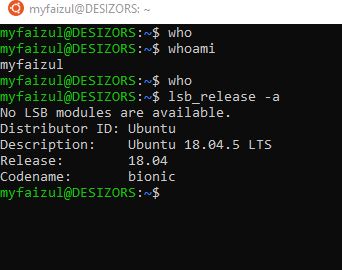 myfaizul@DESIZORS: ~
myfaizul@DESIZORS:~$ who
myfaizul@DESIZORS:~$ whoami
myfaizul
myfaizul@DESIZORS:~$ who
myfaizul@DESIZORS:~$ lsb_release -a
No LSB modules are available.
Distributor ID: Ubuntu
Description:    Ubuntu 18.04.5 LTS
Release:        18.04
Codename:       bionic
myfaizul@DESIZORS:~$